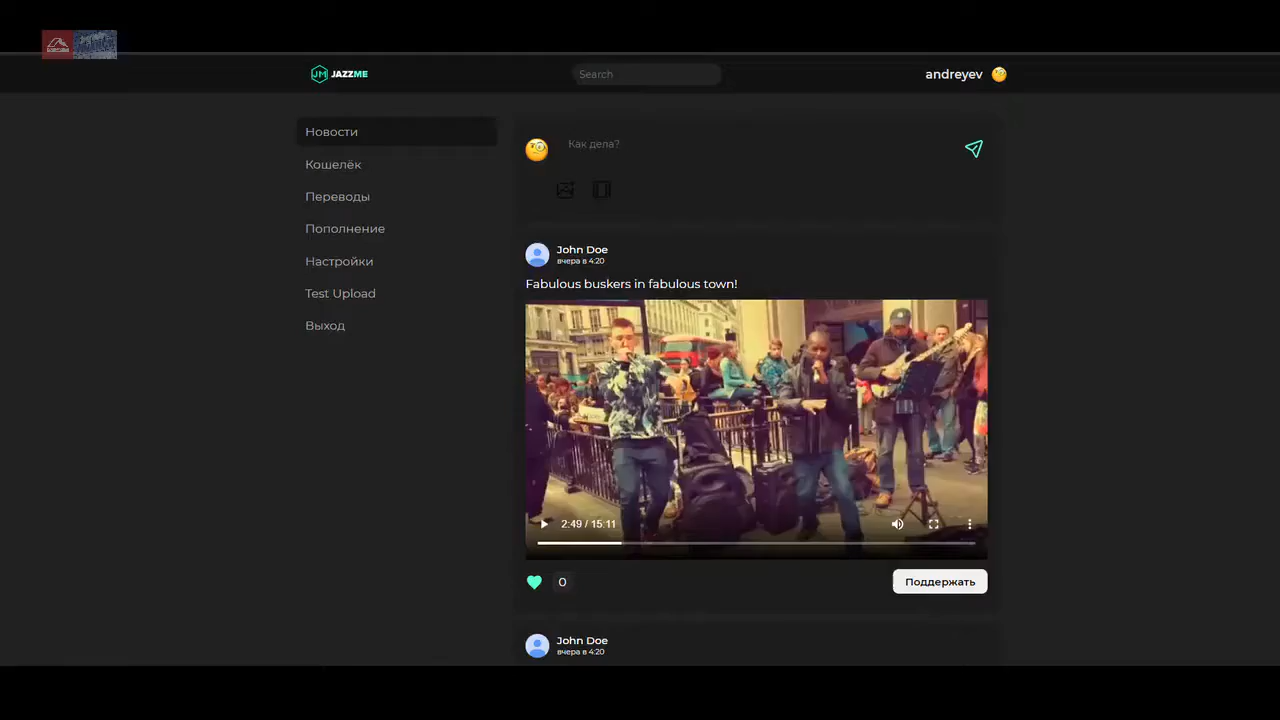 JM JAZZME
Search
andreyev
Новости
Кошелёк
Переводы
Пополнение
Настройки
Test Upload
Выход
Как дела?
John Doe
вчера в 4:20
Fabulous buskers in fabulous town!
2:49 / 15:11
0
Поддержать
John Doe
вчера в 4:20